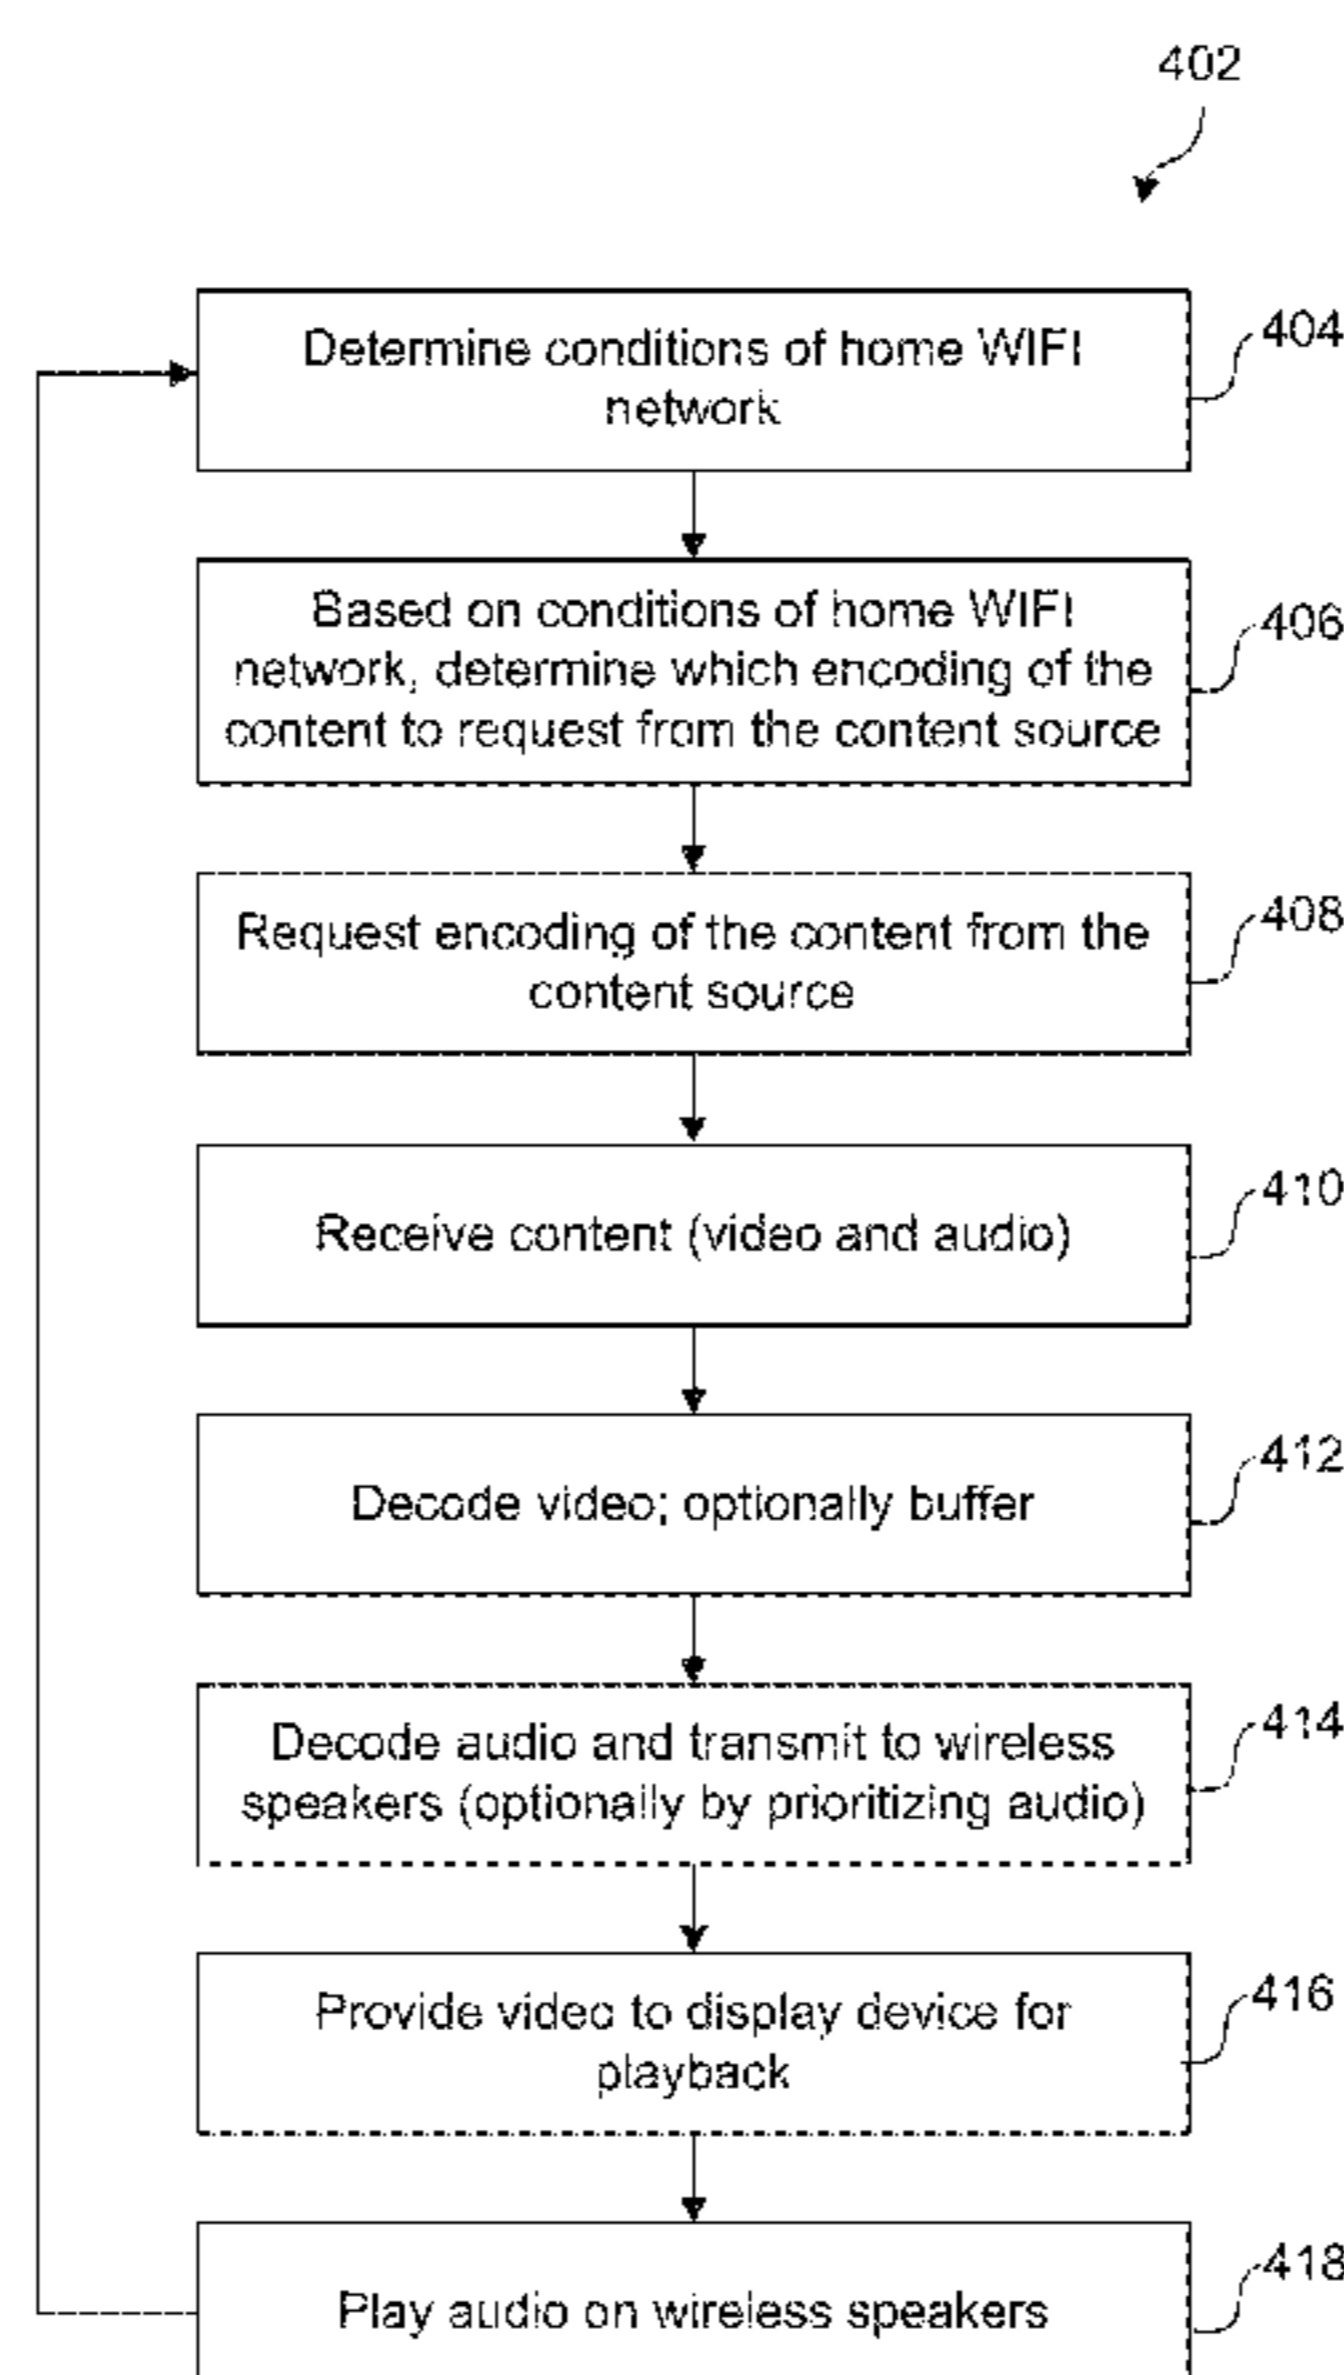 402
Determine conditions of home WIFI
network
404
Based on conditions of home WIFI
network, determine which encoding of the
content to request from the content source
406
Request encoding of the content from the
content source
408
Receive content (video and audio)
410
Decode video; optionally buffer
412
Decode audio and transmit to wireless
speakers (optionally by prioritizing audio)
414
Provide video to display device for
playback
416
Play audio on wireless speakers
418